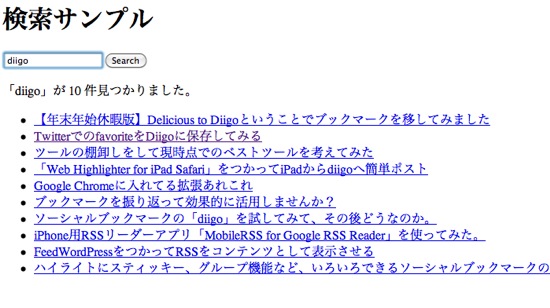 検索サンプル
diigo Search
「diigo」が 10 件見つかりました。
【年末年始休暇版】Delicious to Diigoということでブックマークを移してみました
TwitterでのfavoriteをDiigoに保存してみる
ツールの棚卸しをして現時点でのベストツールを考えてみた
「Web Highlighter for iPad Safari」をつかってiPadからdiigoへ簡単ポスト
Google Chromeに入れてる拡張あれこれ
ブックマークを振り返って効果的に活用しませんか？
ソーシャルブックマークの「diigo」を試してみて、その後どうなのか。
iPhone用RSSリーダーアプリ「MobileRSS for Google RSS Reader」を使ってみた。
FeedWordPressをつかってRSSをコンテンツとして表示させる
ハイライトにスティッキー、グループ機能など、いろいろできるソーシャルブックマークの